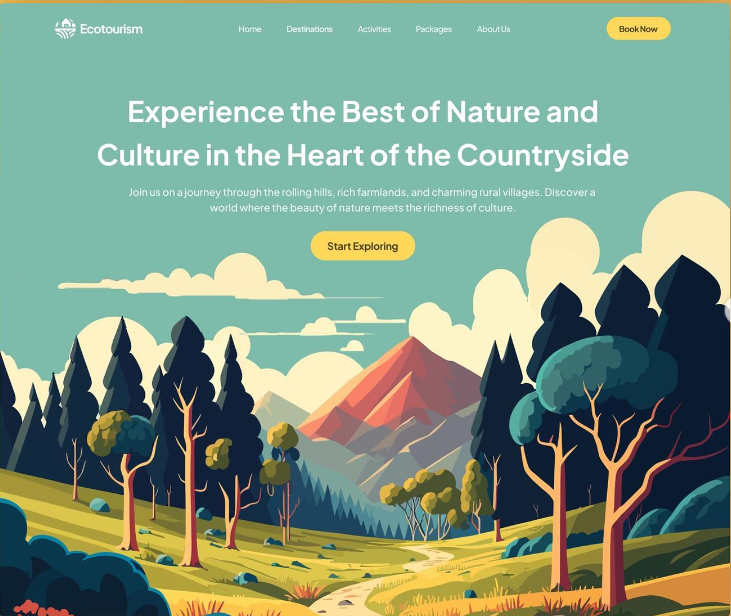 Ecotourism
Home Destinations Activities Packages About Us
Book Now
Experience the Best of Nature and
Culture in the Heart of the Countryside
Join us on a journey through the rolling hills, rich farmlands, and charming rural villages. Discover a
world where the beauty of nature meets the richness of culture.
Start Exploring